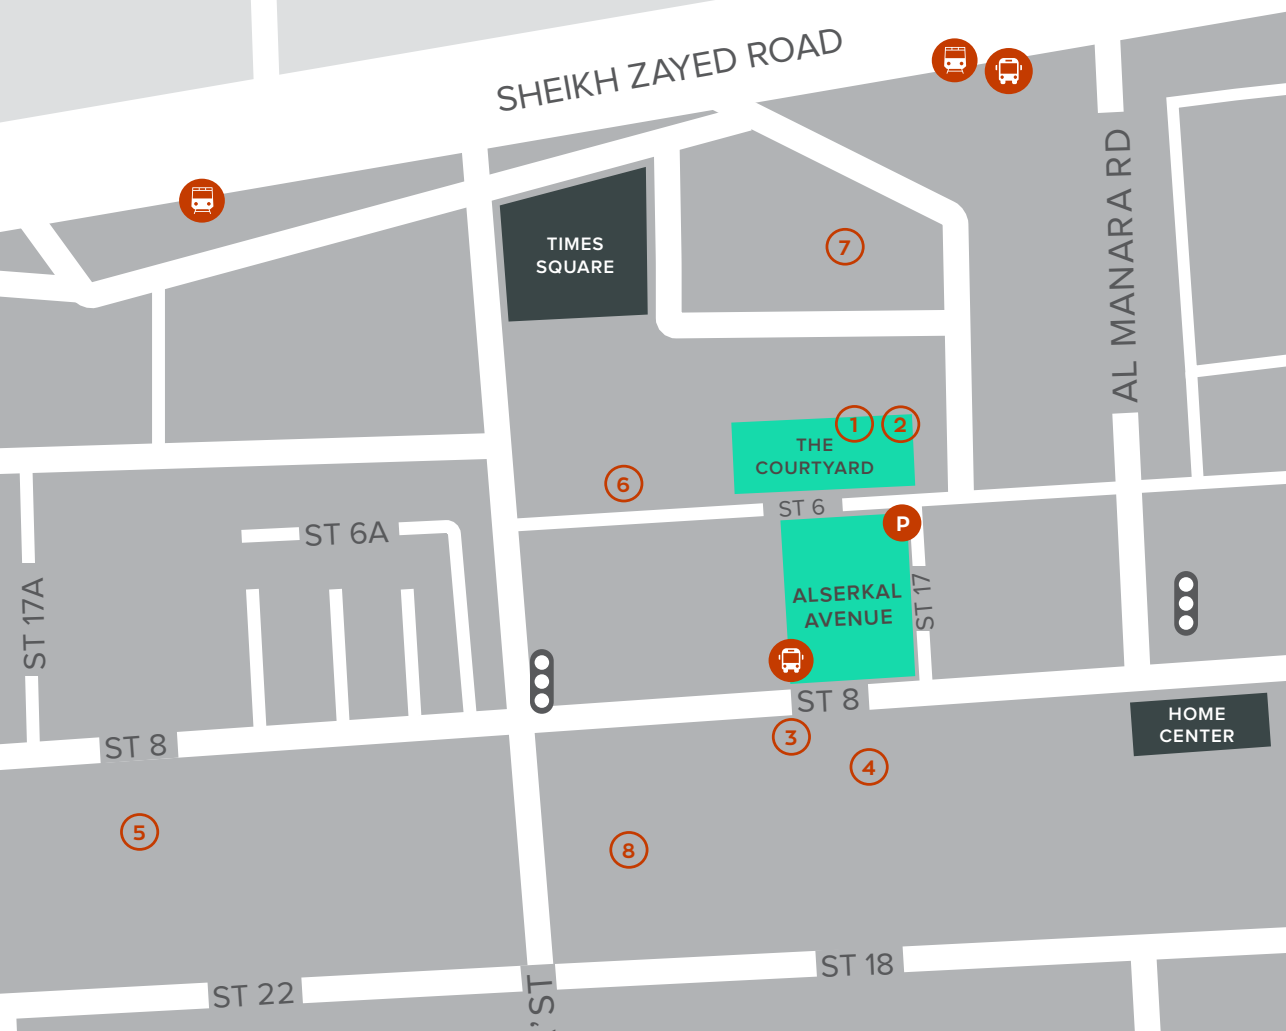 SHEIKH ZAYED ROAD
AL MANARA RD
TIMES
SQUARE
7
1
2
THE
COURTYARD
6
ST 6
P
ST 6A
ALSERKAL
AVENUE
ST 17
ST 17A
ST 8
ST 8
HOME
CENTER
3
4
5
8
ST 18
ST 22
ST